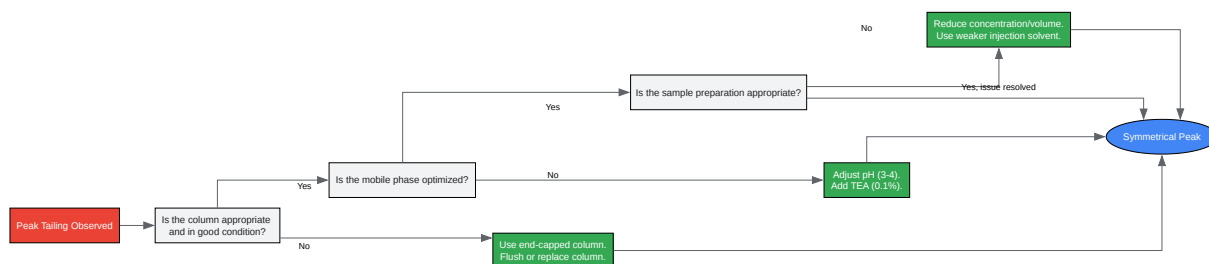 No
Reduce concentration/volume.
Use weaker injection solvent.
Is the sample preparation appropriate?
Yes, issue resolved
Yes
Symmetrical Peak
Is the mobile phase optimized?
No
Adjust pH (3-4).
Add TEA (0.1%).
Yes
Peak Tailing Observed
Is the column appropriate
and in good condition?
No
Use end-capped column.
Flush or replace column.